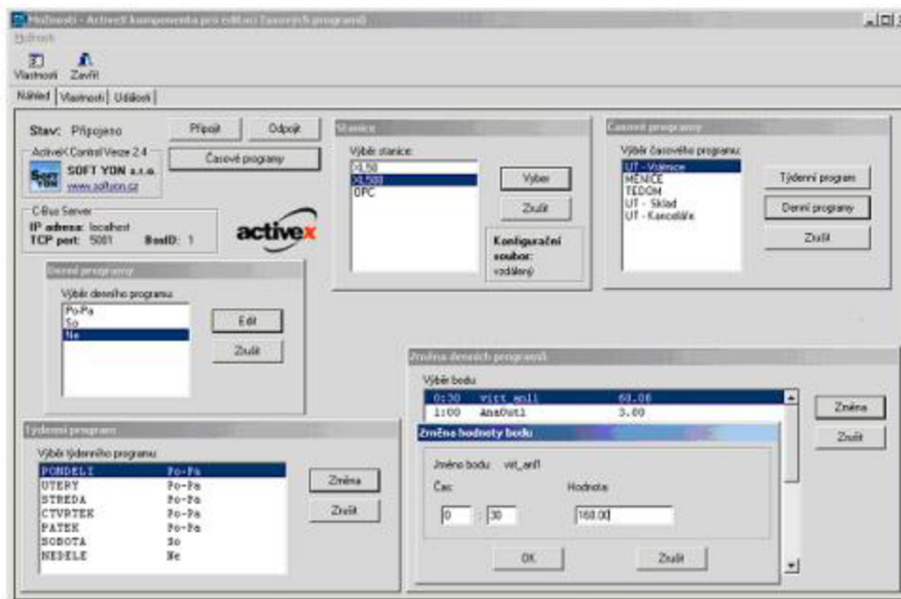 Možnosti - ActiveX komponenta pro editaci časových programů
Možnosti
Vlastnosti Zavřít
Náhled Vlastnosti Události
Stav: Připojeno
Připojit Odpojit
Časové programy
ActiveX Control Verze 2.4
SOFT YON SOFT YON s.r.o.
www.softyon.cz
C-Bus Server
IP adresa: localhost
TCP port: 5001 BoxID: 1
activex
Stanice
Výběr stanice:
XL50
XL500
OPC
Výběr
Zrušit
Konfigurační
soubor:
vzdálený
Časové programy
Výběr časového programu:
UT - Vrátnice
MĚNIČE
TEDOM
UT - Sklad
UT - Kanceláře
Týdenní program
Denní programy
Zrušit
Denní programy
Výběr denního programu:
Po-Pa
So
Ne
Edit
Zrušit
Týdenní program
Výběr týdenního programu:
PONDELI Po-Pa
UTERY Po-Pa
STREDA Po-Pa
CTVRTEK Po-Pa
PATEK Po-Pa
SOBOTA So
NEDELE Ne
Změna
Zrušit
Změna denních programů
Výběr bodu:
0:30 virt_anl1 60.00
1:00 AnaOut1 3.00
Změna
Zrušit
Změna hodnoty bodu
Jméno bodu: virt_anl1
Čas: Hodnota:
0 : 30 160.00
OK Zrušit